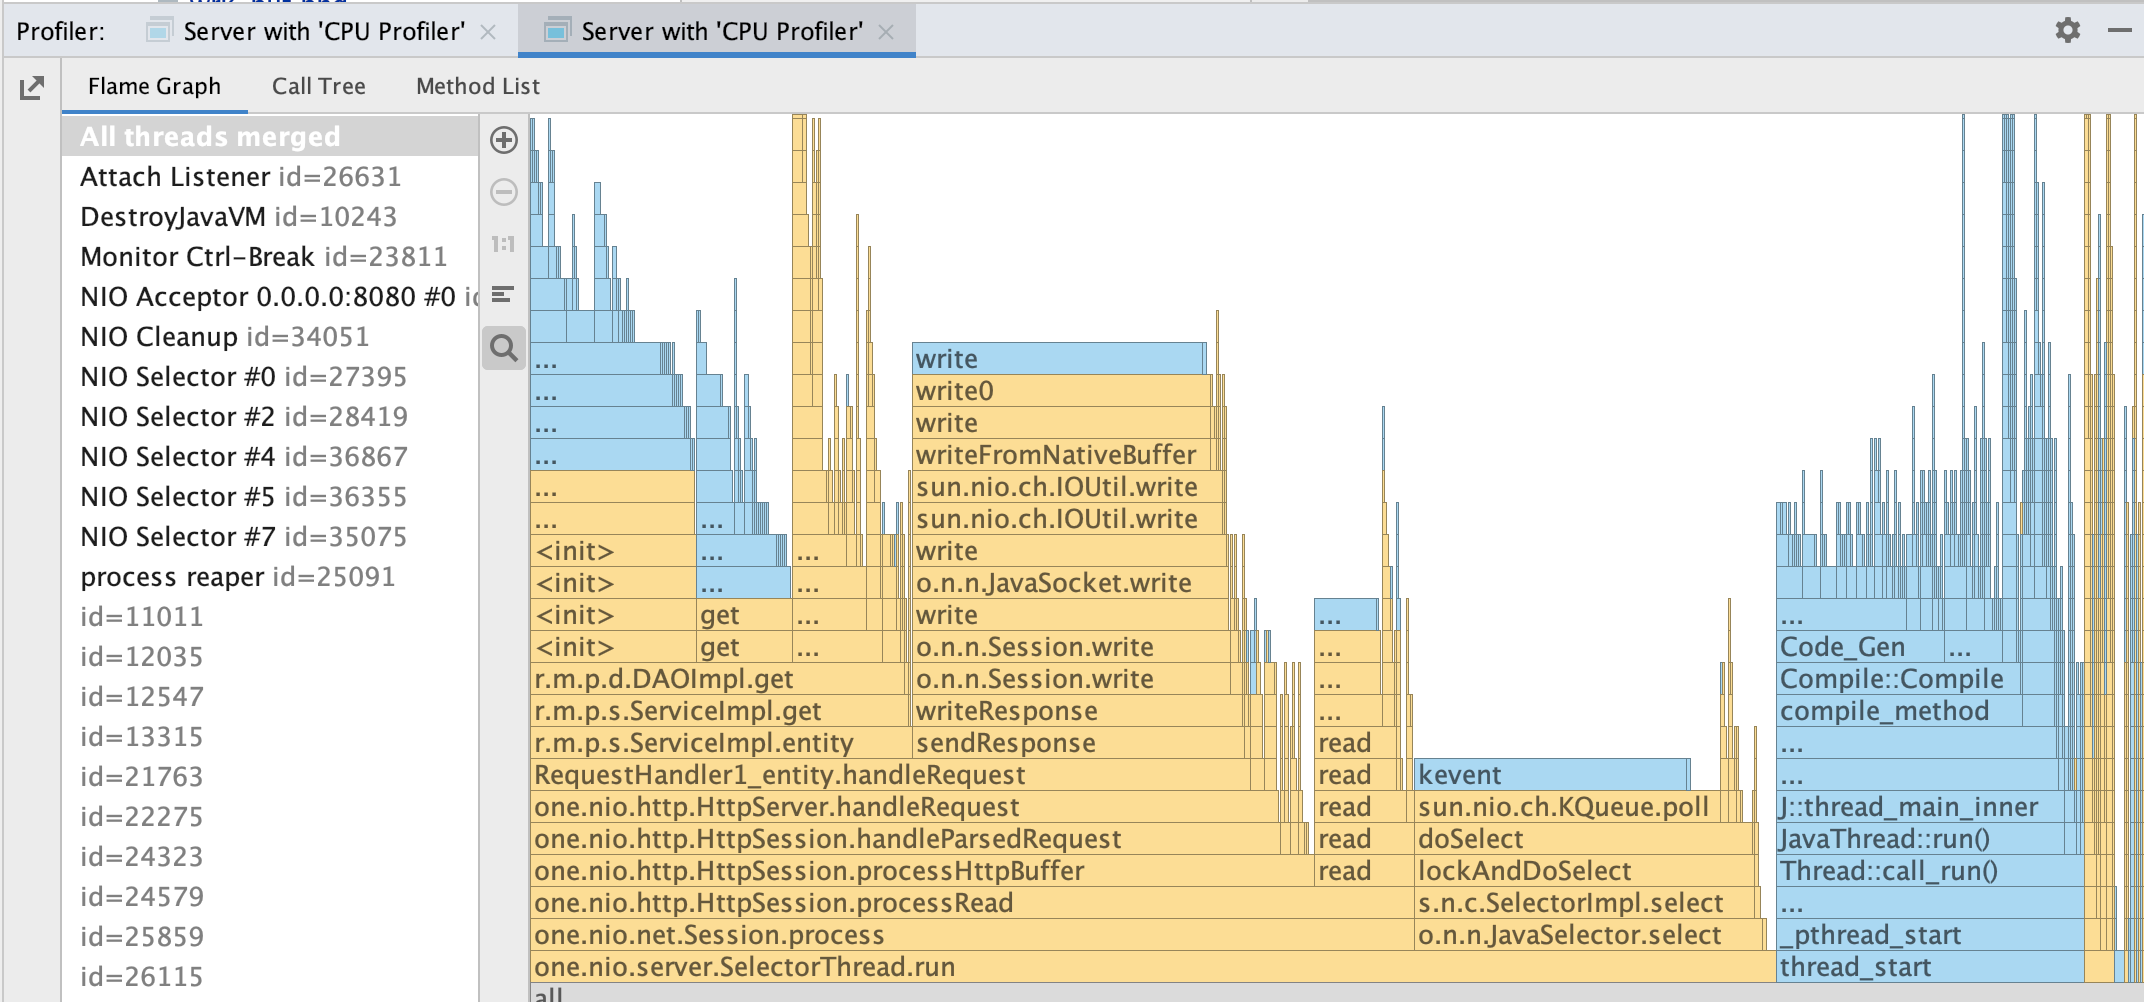 Profiler: Server with 'CPU Profiler' Server with 'CPU Profiler'
Flame Graph Call Tree Method List
All threads merged
Attach Listener id=26631
DestroyJavaVM id=10243
Monitor Ctrl-Break id=23811
NIO Acceptor 0.0.0.0:8080 #0
NIO Cleanup id=34051
NIO Selector #0 id=27395
NIO Selector #2 id=28419
NIO Selector #4 id=36867
NIO Selector #5 id=36355
NIO Selector #7 id=35075
process reaper id=25091
id=11011
id=12035
id=12547
id=13315
id=21763
id=22275
id=24323
id=24579
id=25859
id=26115
1:1
... write
... write0
... write
... writeFromNativeBuffer
... sun.nio.ch.IOUtil.write
... ... sun.nio.ch.IOUtil.write
<init> ... ... write
<init> ... ... o.n.n.JavaSocket.write
<init> get ... write ... ...
<init> get ... o.n.n.Session.write ... Code_Gen ...
r.m.p.d.DAOImpl.get o.n.n.Session.write ... Compile::Compile
r.m.p.s.ServiceImpl.get writeResponse ... compile_method
r.m.p.s.ServiceImpl.entity sendResponse read ...
RequestHandler1_entity.handleRequest read kevent ...
one.nio.http.HttpServer.handleRequest read sun.nio.ch.KQueue.poll J::thread_main_inner
one.nio.http.HttpSession.handleParsedRequest read doSelect JavaThread::run()
one.nio.http.HttpSession.processHttpBuffer read lockAndDoSelect Thread::call_run()
one.nio.http.HttpSession.processRead s.n.c.SelectorImpl.select ...
one.nio.net.Session.process o.n.n.JavaSelector.select _pthread_start
one.nio.server.SelectorThread.run thread_start
all